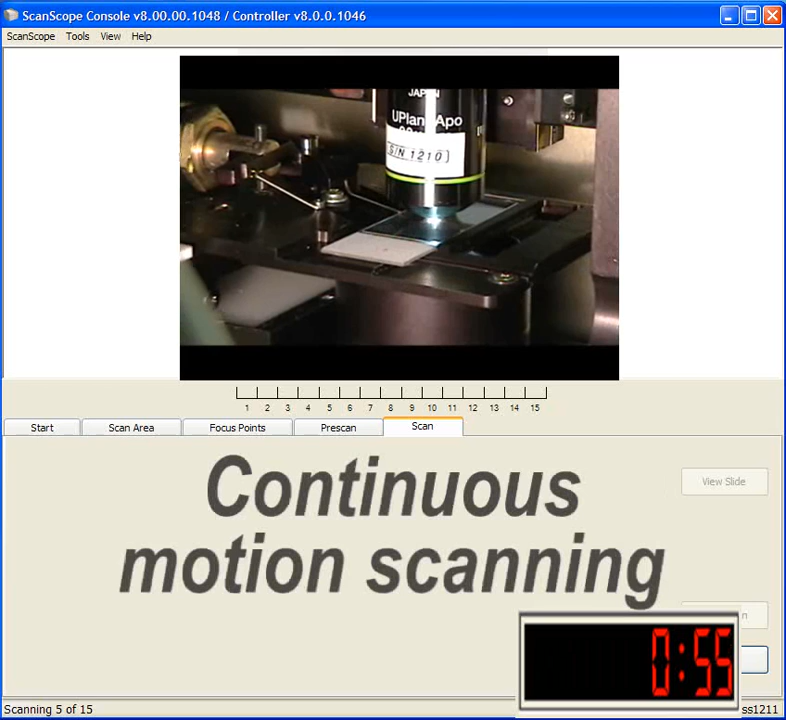 ScanScope Console v8.00.00.1048 / Controller v8.0.0.1046
ScanScope Tools View Help
JAPAN
UPlanApo
S/N 1210
1 2 3 4 5 6 7 8 9 10 11 12 13 14 15
Start Scan Area Focus Points Prescan Scan
Continuous
motion scanning
View Slide
0:55
Scanning 5 of 15
ss1211